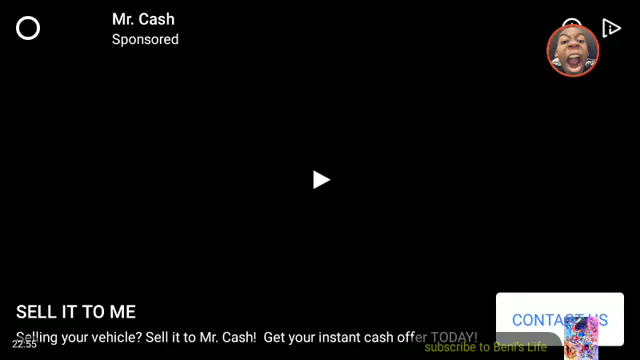 Mr. Cash
Sponsored
SELL IT TO ME
CONTACT US
Selling your vehicle? Sell it to Mr. Cash! Get your instant cash offer TODAY!
22:55
subscribe to Beni's Life